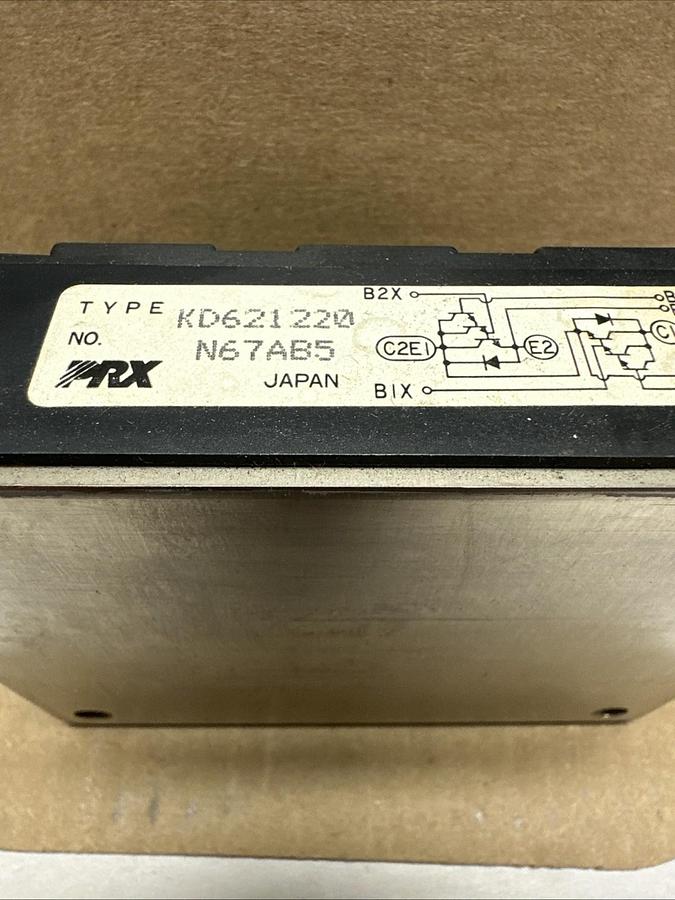 TYPE KD621220
NO. N67AB5
PRX JAPAN
B2X
C2E1 E2
B1X